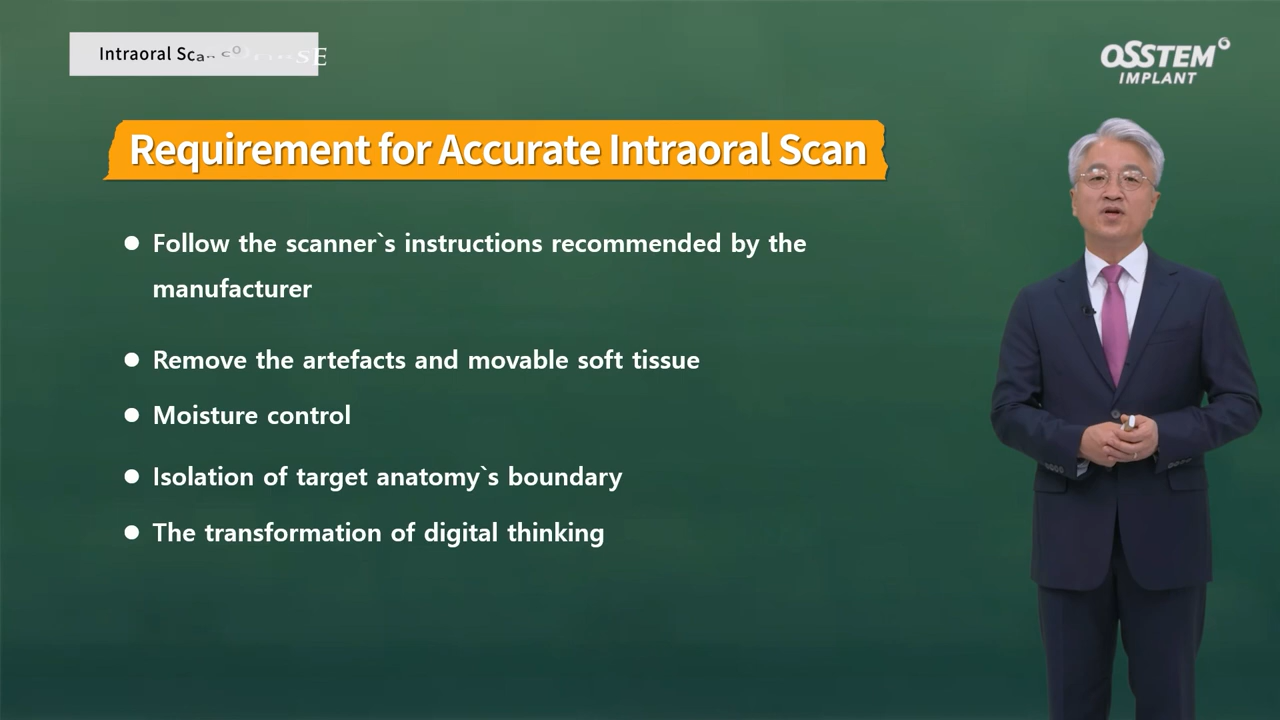 Intraoral
OSSTEM
IMPLANT
Requirement for Accurate Intraoral Scan
● Follow the scanner`s instructions recommended by the
manufacturer
● Remove the artefacts and movable soft tissue
● Moisture control
● Isolation of target anatomy`s boundary
● The transformation of digital thinking